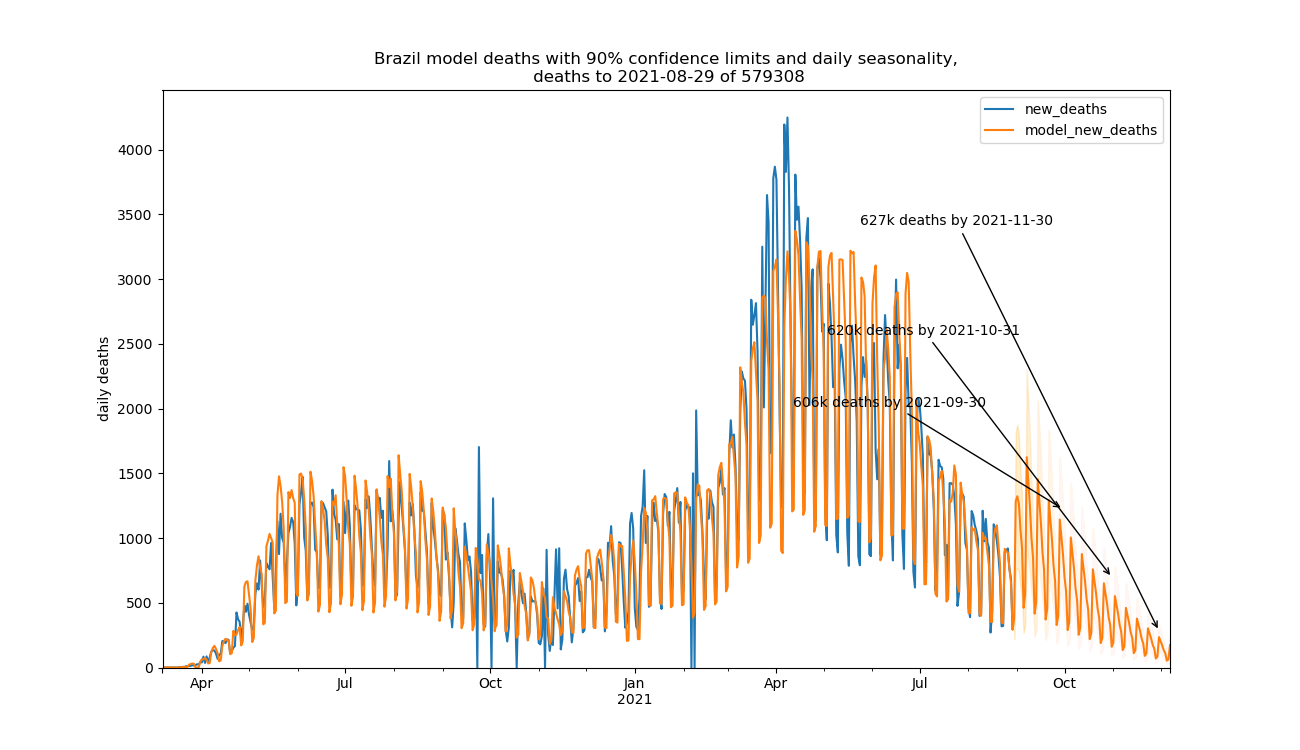 Brazil model deaths with 90% confidence limits and daily seasonality,
deaths to 2021-08-29 of 579308
new_deaths
model_new_deaths
daily deaths
4000
3500
3000
2500
2000
1500
1000
500
0
627k deaths by 2021-11-30
620k deaths by 2021-10-31
606k deaths by 2021-09-30
Apr
Jul
Oct
Jan
2021
Apr
Jul
Oct